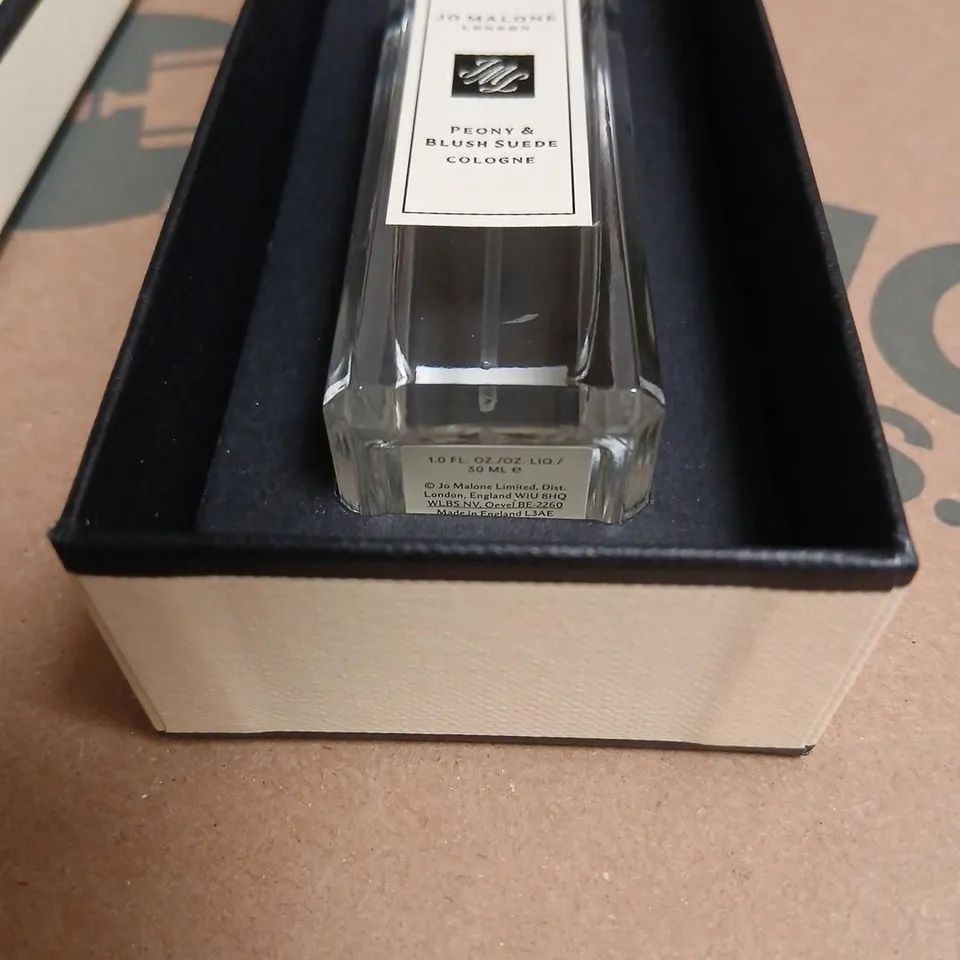 JO MALONE
LONDON
PEONY &
BLUSH SUEDE
COLOGNE
1.0 FL. OZ./OZ. LIQ./
30 ML ℮
© Jo Malone Limited, Dist.
London, England W1U 8HQ
WLBS NV, Oevel BE-2260
Made in England L3AE